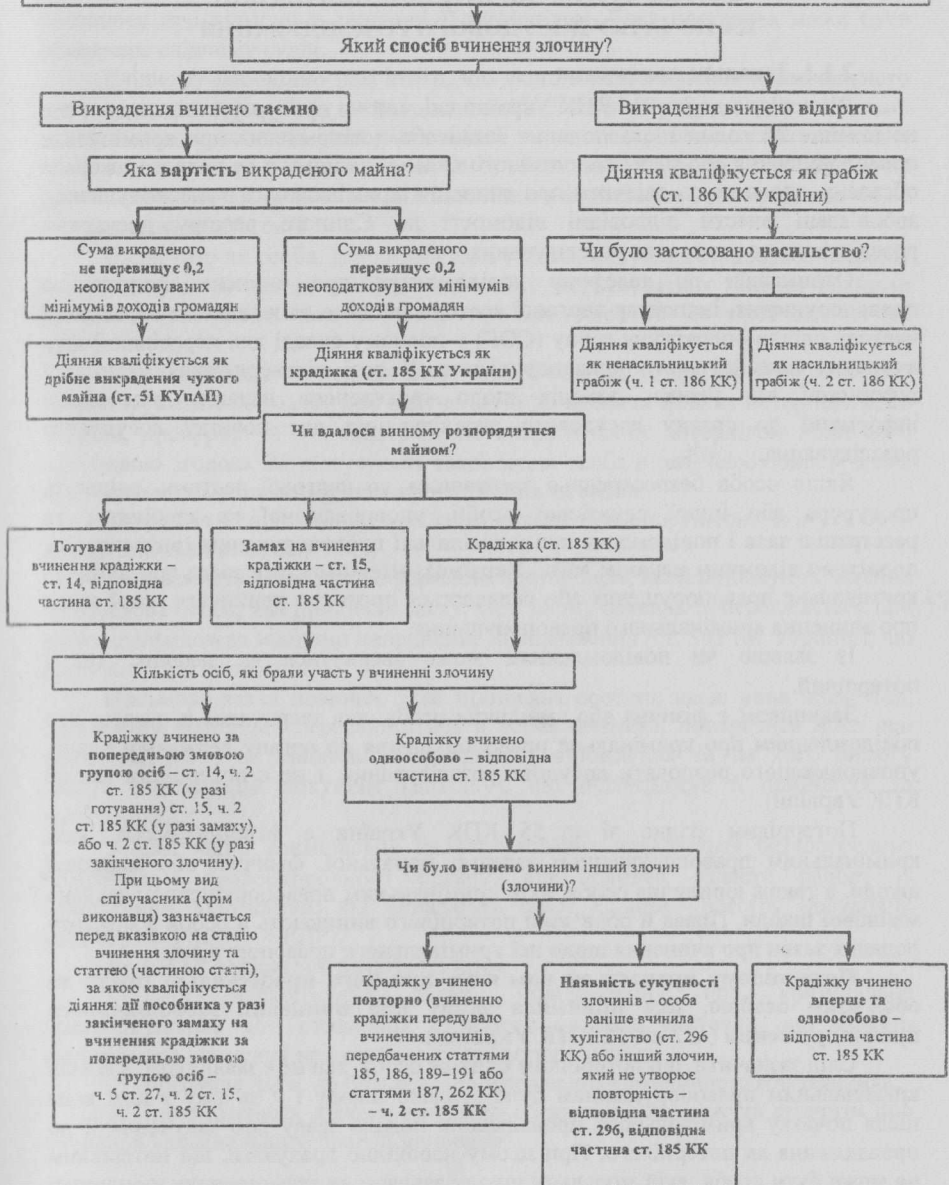 Який спосіб вчинення злочину?
Викрадення вчинено таємно
Викрадення вчинено відкрито
Яка вартість викраденого майна?
Діяння кваліфікується як грабіж
(ст. 186 КК України)
Сума викраденого
не перевищує 0,2
неоподатковуваних
мінімумів доходів громадян
Сума викраденого
перевищує 0,2
неоподатковуваних мінімумів
доходів громадян
Чи було застосовано насильство?
Діяння кваліфікується як
дрібне викрадення чужого
майна (ст. 51 КУпАП)
Діяння кваліфікується як
крадіжка (ст. 185 КК України)
Діяння кваліфікується
як ненасильницький
грабіж (ч. 1 ст. 186 КК)
Діяння кваліфікується
як насильницький
грабіж (ч. 2 ст. 186 КК)
Чи вдалося винному розпорядитися
майном?
Готування до
вчинення крадіжки –
ст. 14, відповідна
частина ст. 185 КК
Замах на вчинення
крадіжки – ст. 15,
відповідна частина
ст. 185 КК
Крадіжка (ст. 185 КК)
Кількість осіб, які брали участь у вчиненні злочину
Крадіжку вчинено за
попередньою змовою
групою осіб – ст. 14, ч. 2
ст. 185 КК (у разі
готування) ст. 15, ч. 2
ст. 185 КК (у разі замаху),
або ч. 2 ст. 185 КК (у разі
закінченого злочину).
При цьому вид
співучасника (крім
виконавця) зазначається
перед вказівкою на стадію
вчинення злочину та
статтею (частиною статті),
за якою кваліфікується
діяння: дії пособника у разі
закінченого замаху на
вчинення крадіжки за
попередньою змовою
групою осіб –
ч. 5 ст. 27, ч. 2 ст. 15,
ч. 2 ст. 185 КК
Крадіжку вчинено
одноособово – відповідна
частина ст. 185 КК
Чи було вчинено винним інший злочин
(злочини)?
Крадіжку вчинено
повторно (вчиненню
крадіжки передувало
вчинення злочинів,
передбачених статтями
185, 186, 189–191 або
статтями 187, 262 КК)
– ч. 2 ст. 185 КК
Наявність сукупності
злочинів – особа
раніше вчинила
хуліганство (ст. 296
КК) або інший злочин,
який не утворює
повторність –
відповідна частина
ст. 296, відповідна
частина ст. 185 КК
Крадіжку вчинено
вперше та
одноособово –
відповідна частина
ст. 185 КК